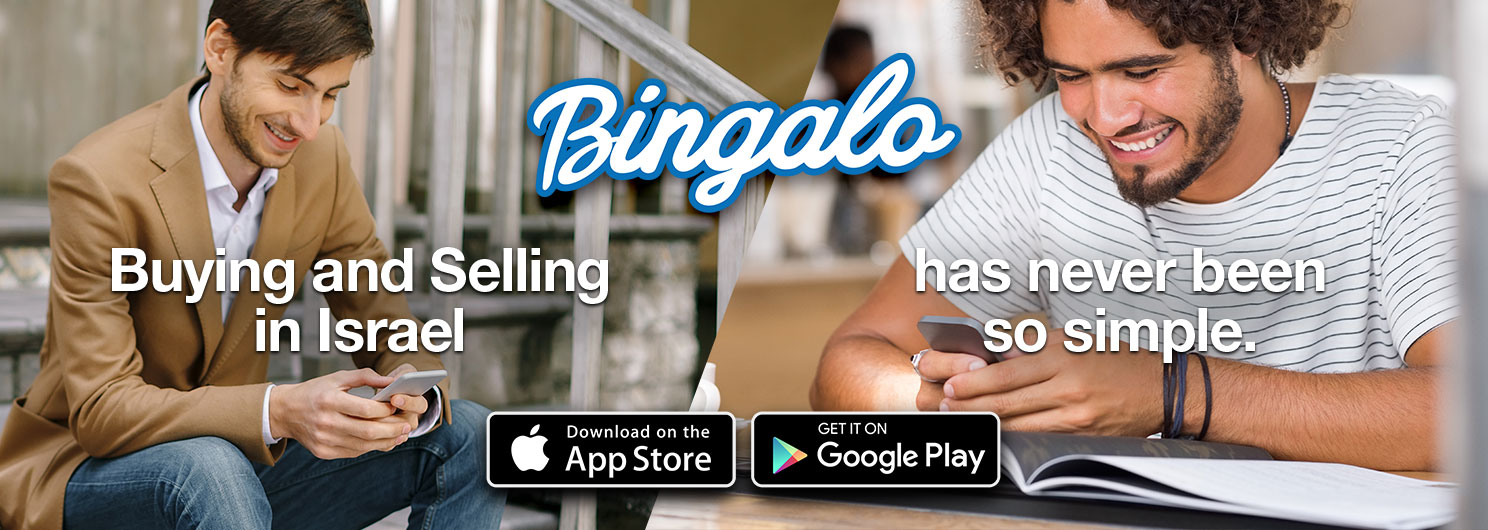 Bingalo
Buying and Selling
in Israel
has never been
so simple.
Download on the
App Store
GET IT ON
Google Play